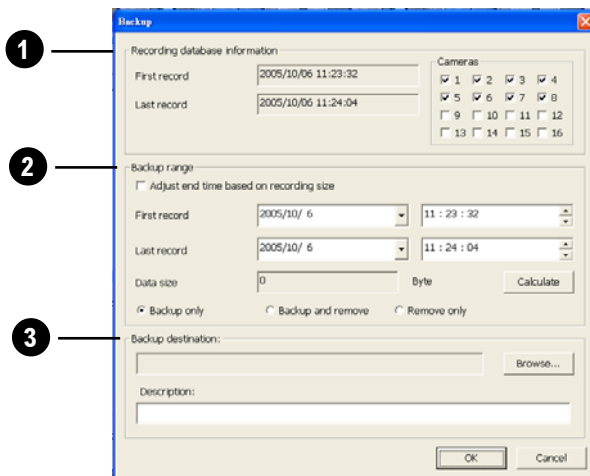 Backup
1
Recording database information
First record 2005/10/06 11:23:32
Last record 2005/10/06 11:24:04
Cameras
1 2 3 4
5 6 7 8
9 10 11 12
13 14 15 16
2
Backup range
Adjust end time based on recording size
First record 2005/10/ 6 11 : 23 : 32
Last record 2005/10/ 6 11 : 24 : 04
Data size 0 Byte Calculate
Backup only Backup and remove Remove only
3
Backup destination:
Browse...
Description:
OK Cancel